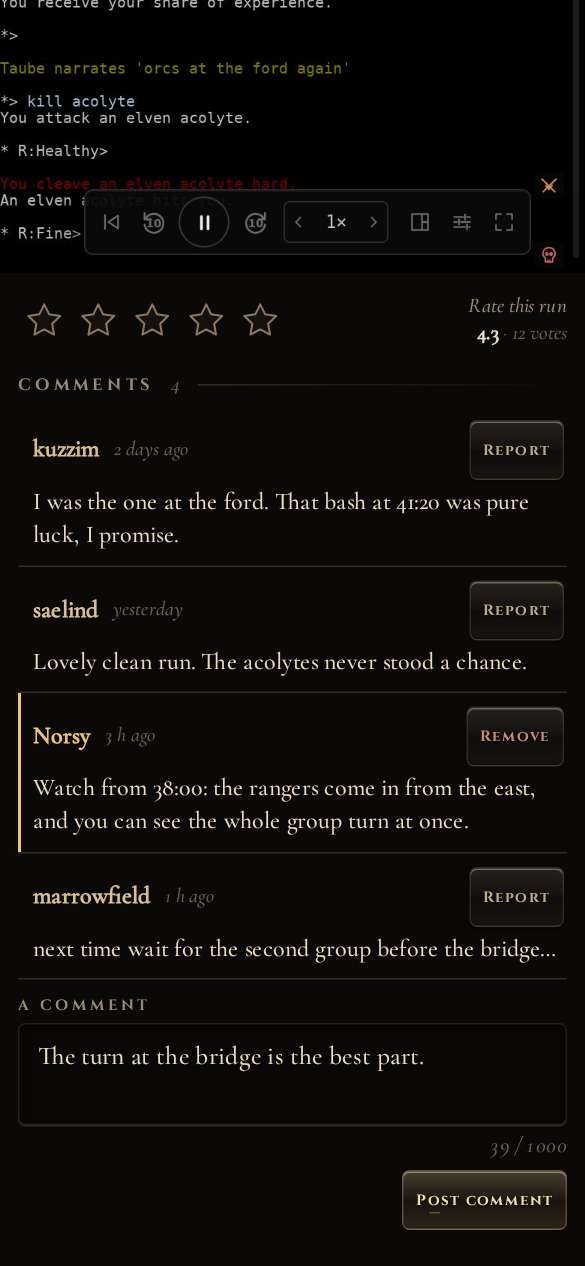 You receive your share of experience.
*>
Taube narrates 'orcs at the ford again'
*> kill acolyte
You attack an elven acolyte.
* R:Healthy>
You cleave an elven acolyte hard.
An elven acolyte hits you.
* R:Fine>
10
1×
10
Rate this run
4.3 · 12 votes
COMMENTS 4
kuzzim 2 days ago
REPORT
I was the one at the ford. That bash at 41:20 was pure
luck, I promise.
saelind yesterday
REPORT
Lovely clean run. The acolytes never stood a chance.
Norsy 3 h ago
REMOVE
Watch from 38:00: the rangers come in from the east,
and you can see the whole group turn at once.
marrowfield 1 h ago
REPORT
next time wait for the second group before the bridge...
A COMMENT
The turn at the bridge is the best part.
39 / 1000
POST COMMENT